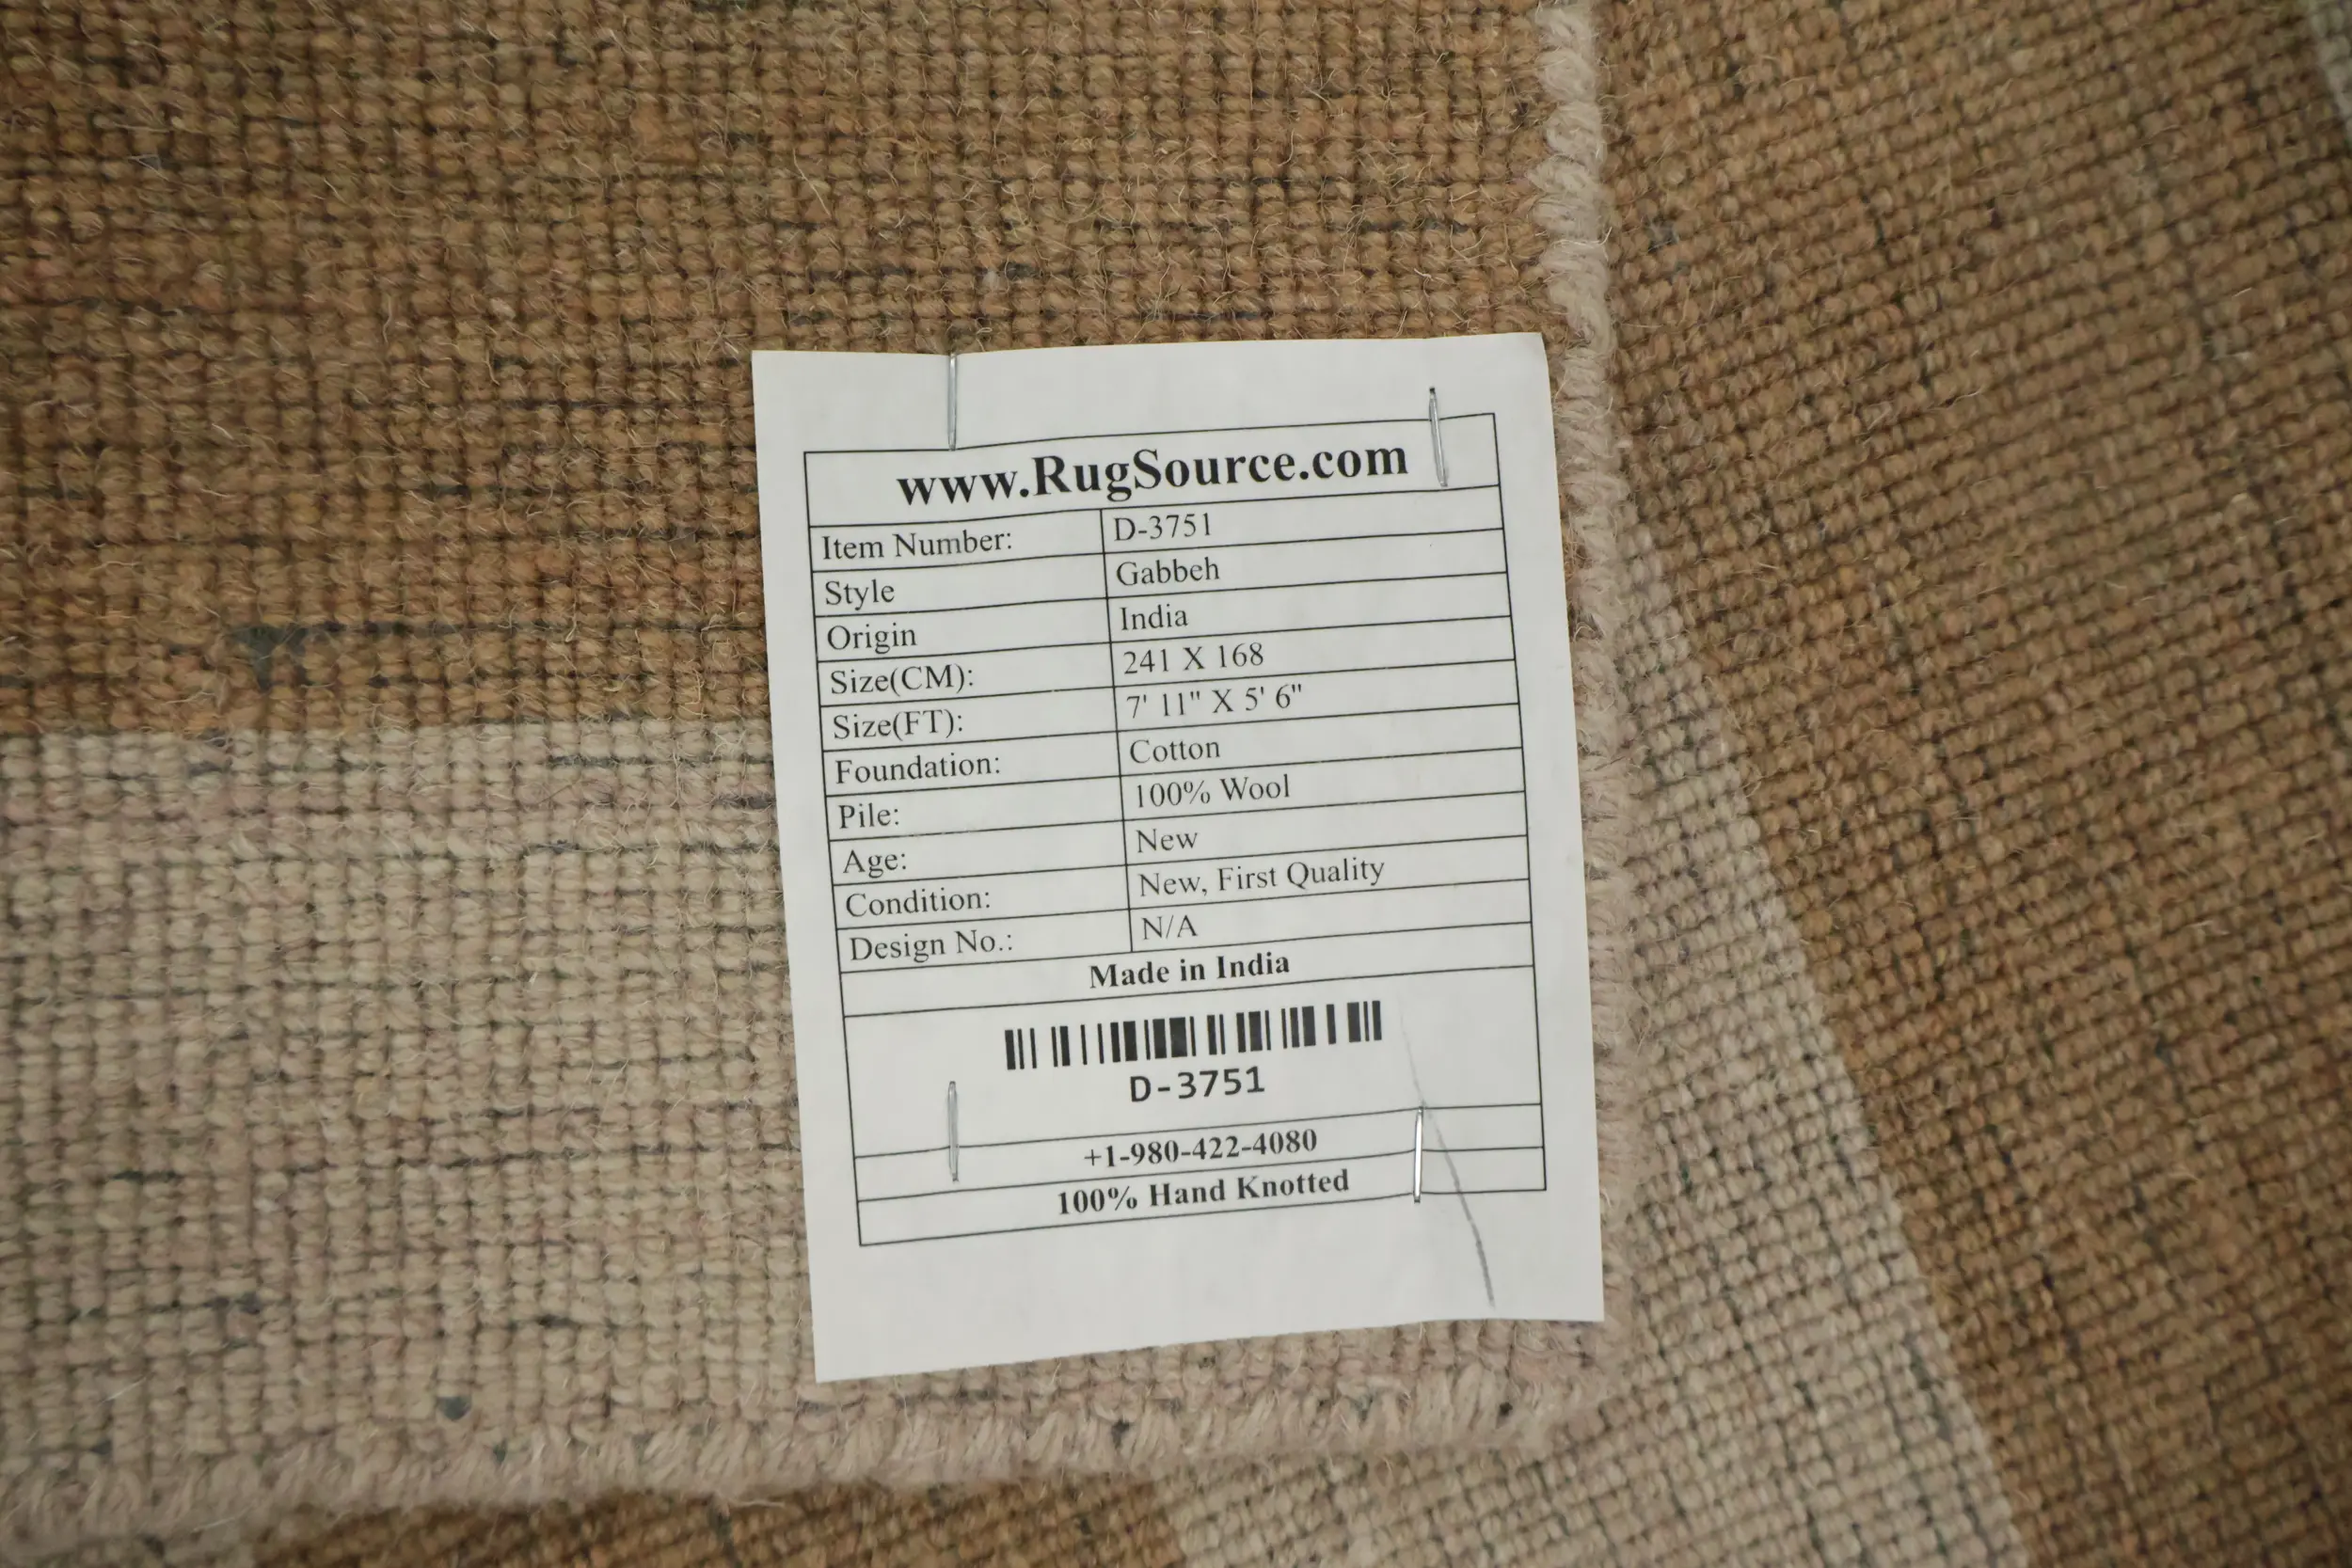 www.RugSource.com
Item Number: D-3751
Style Gabbeh
Origin India
Size(CM): 241 X 168
Size(FT): 7' 11" X 5' 6"
Foundation: Cotton
Pile: 100% Wool
Age: New
Condition: New, First Quality
Design No.: N/A
Made in India
D-3751
+1-980-422-4080
100% Hand Knotted